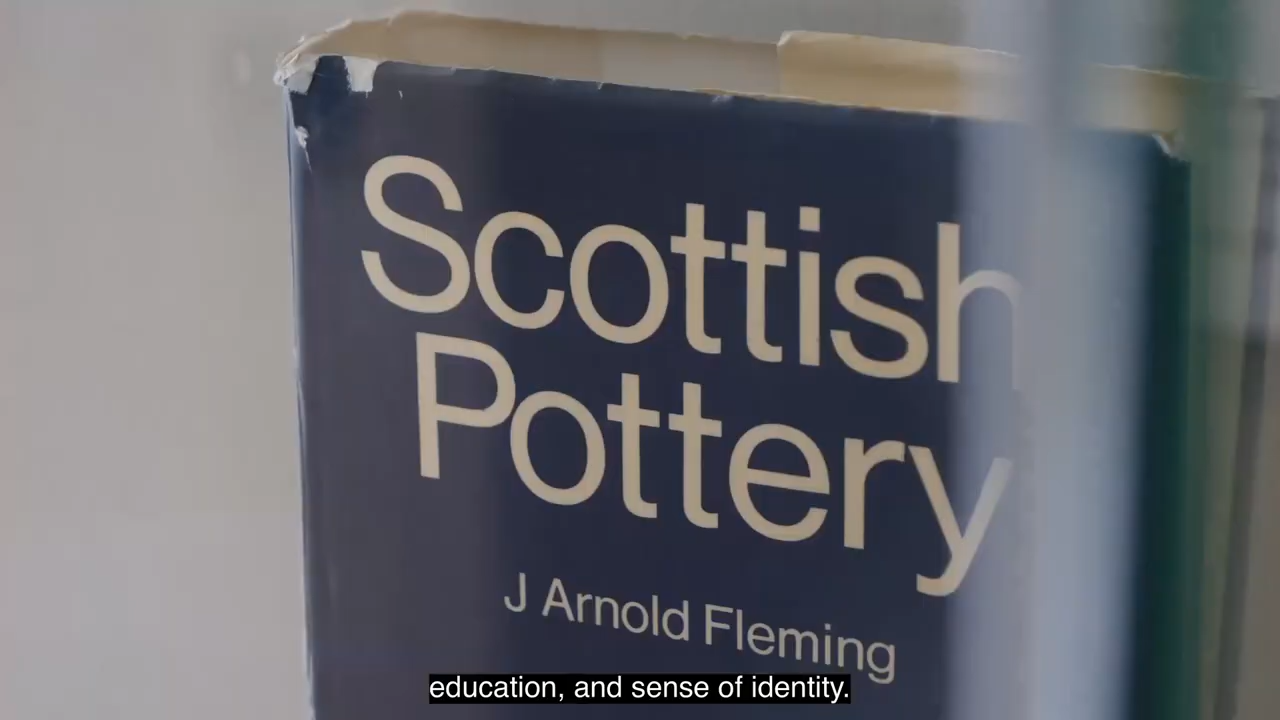 Scottish
Pottery
J Arnold Fleming
education, and sense of identity.